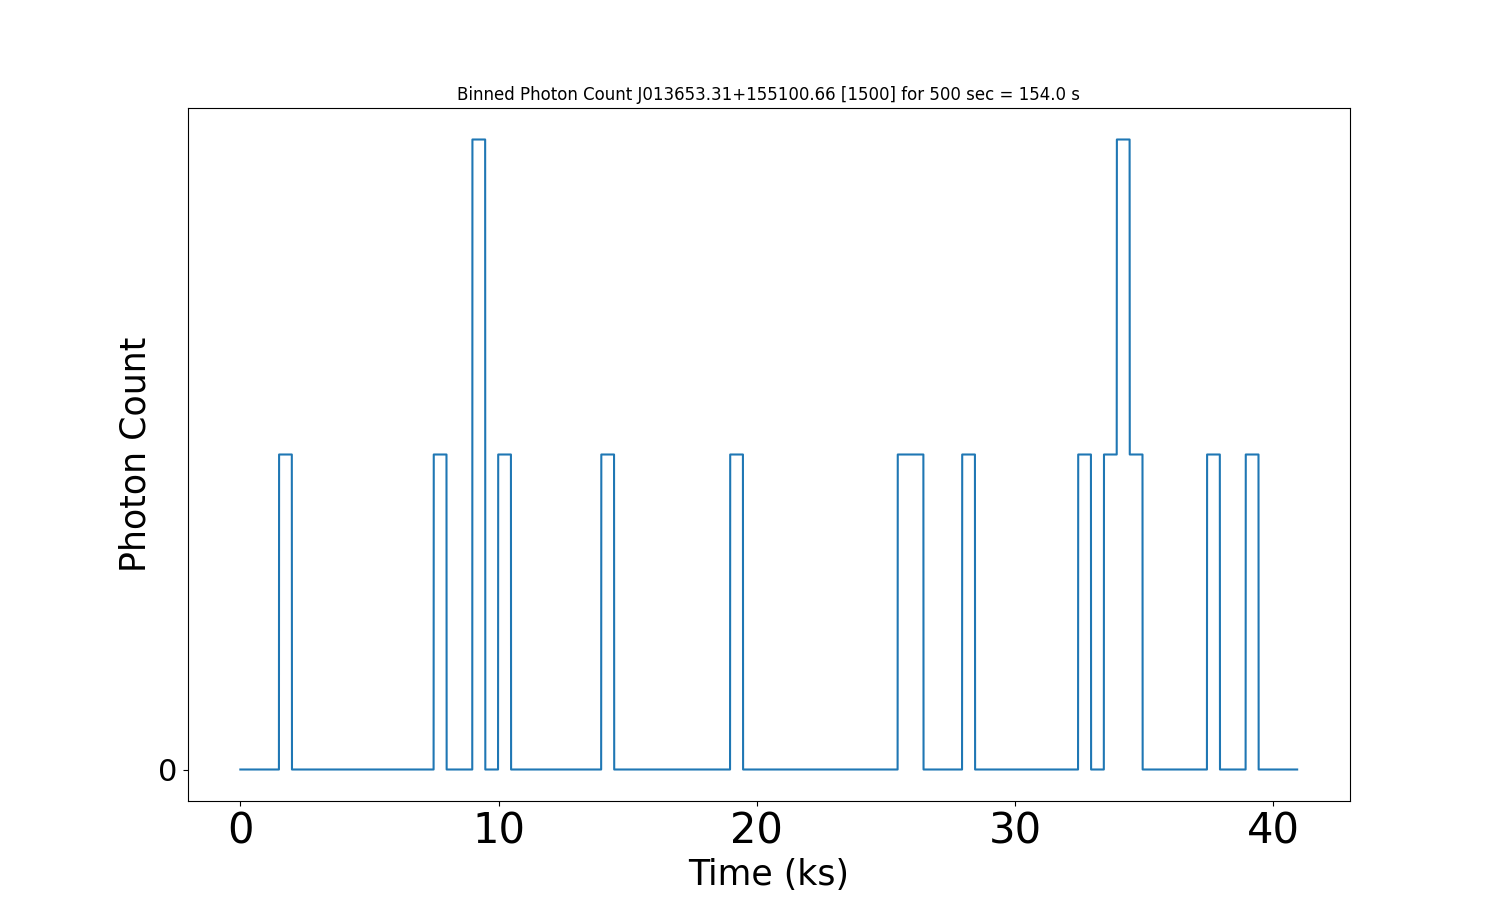 Binned Photon Count J013653.31+155100.66 [1500] for 500 sec = 154.0 s
Photon Count
0
0 10 20 30 40
Time (ks)